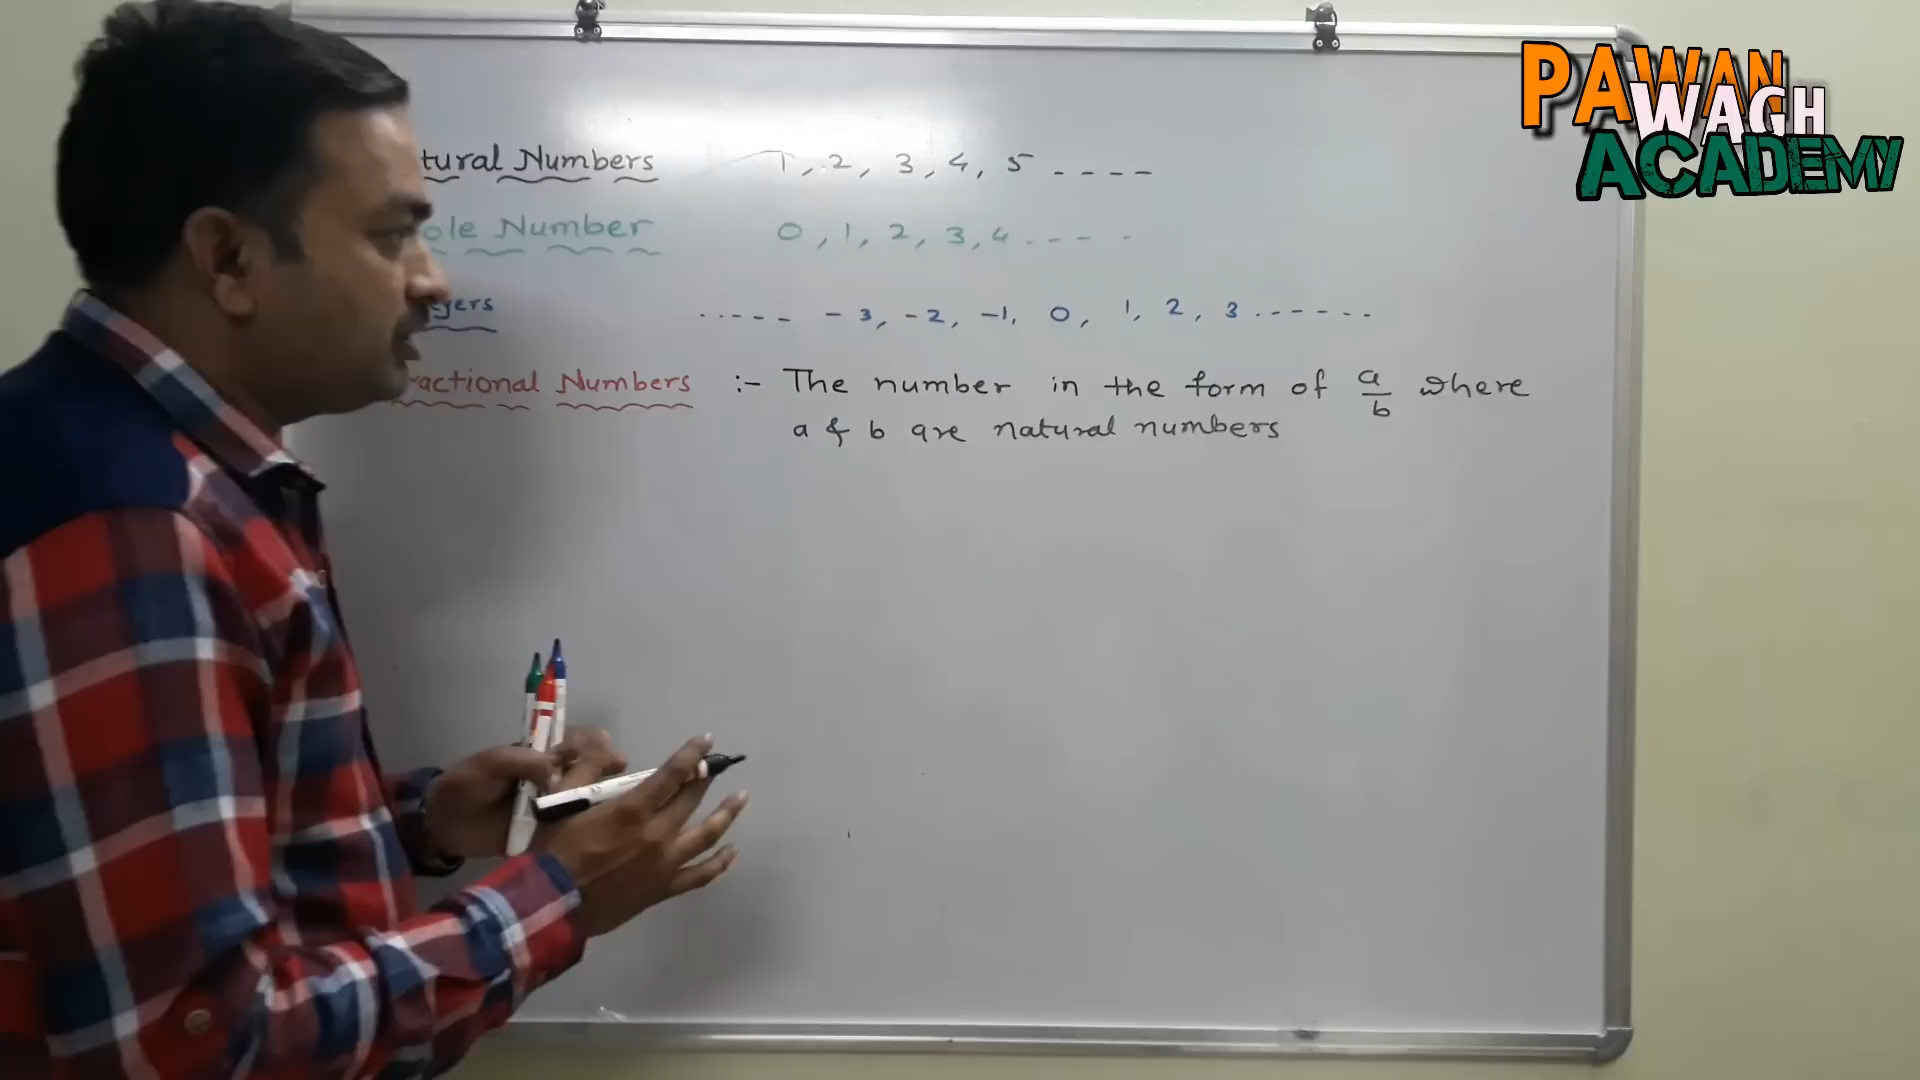 PAWAN
WAGH
ACADEMY
tural Numbers 1, 2, 3, 4, 5 ----
ole Number 0, 1, 2, 3, 4 ....
gers ..... -3, -2, -1, 0, 1, 2, 3 ......
actional Numbers :- The number in the form of a/b where
a & b are natural numbers